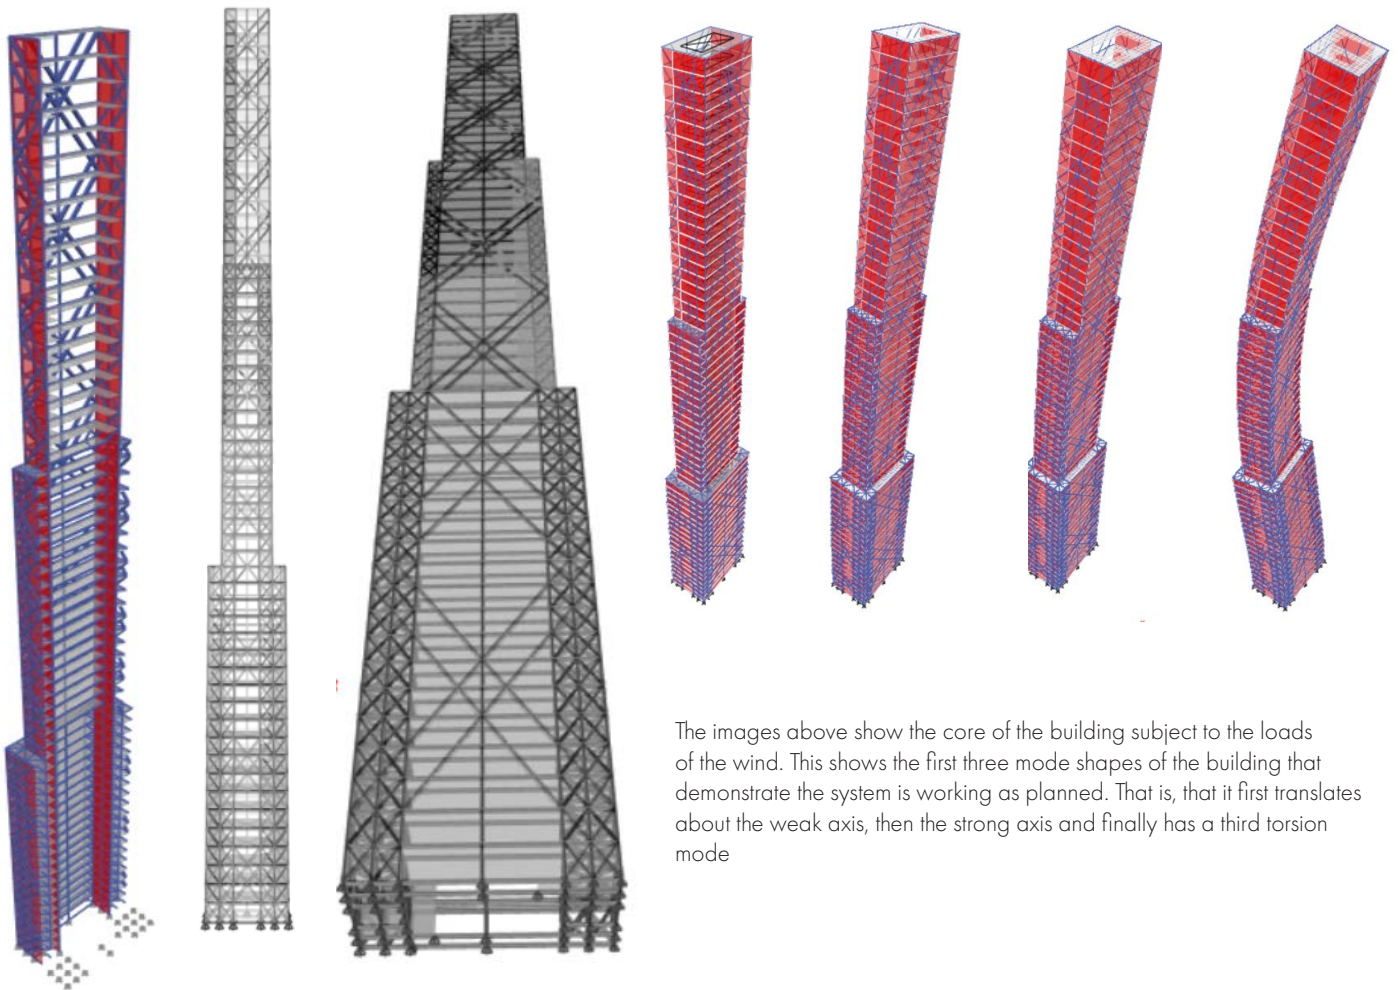 The images above show the core of the building subject to the loads
of the wind. This shows the first three mode shapes of the building that
demonstrate the system is working as planned. That is, that it first translates
about the weak axis, then the strong axis and finally has a third torsion
mode